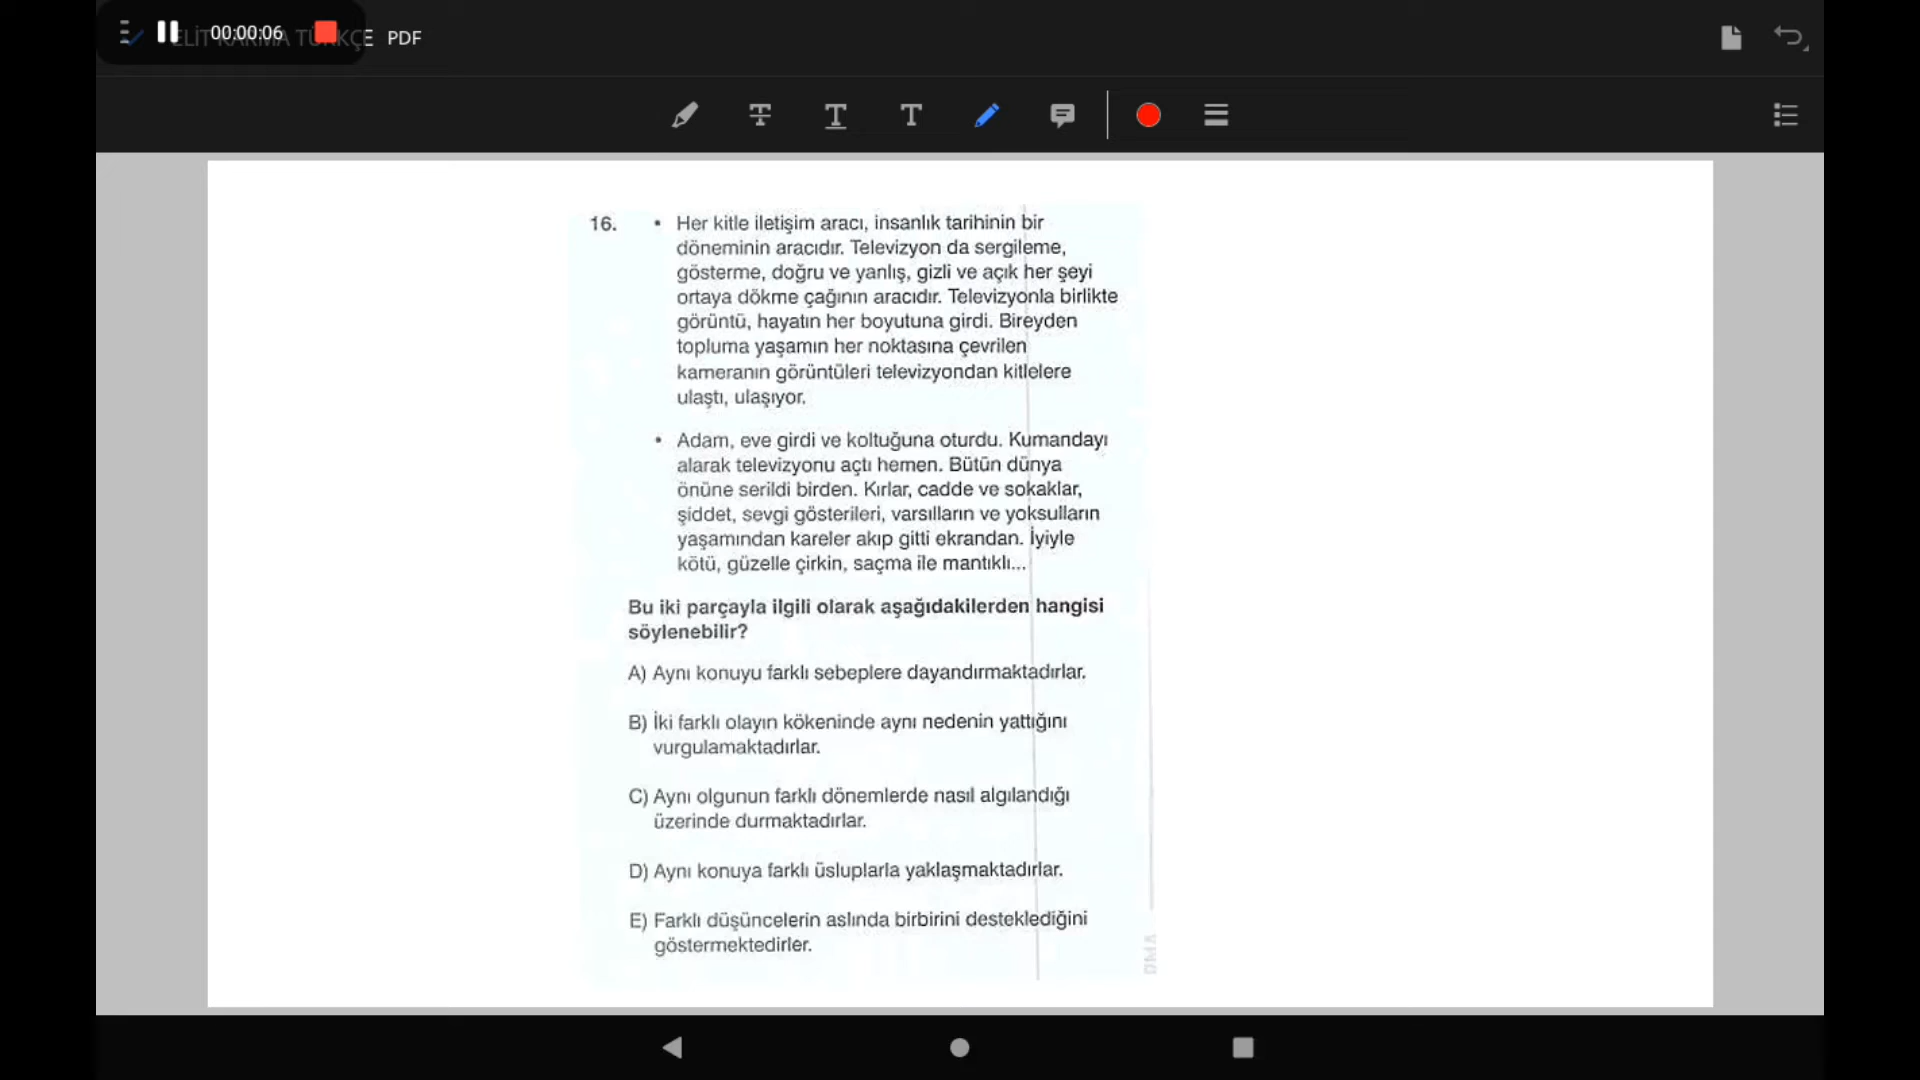 00:00:06
ELİT KARMA TÜRKÇE PDF
16. • Her kitle iletişim aracı, insanlık tarihinin bir
döneminin aracıdır. Televizyon da sergileme,
gösterme, doğru ve yanlış, gizli ve açık her şeyi
ortaya dökme çağının aracıdır. Televizyonla birlikte
görüntü, hayatın her boyutuna girdi. Bireyden
topluma yaşamın her noktasına çevrilen
kameranın görüntüleri televizyondan kitlelere
ulaştı, ulaşıyor.
• Adam, eve girdi ve koltuğuna oturdu. Kumandayı
alarak televizyonu açtı hemen. Bütün dünya
önüne serildi birden. Kırlar, cadde ve sokaklar,
şiddet, sevgi gösterileri, varsılların ve yoksulların
yaşamından kareler akıp gitti ekrandan. İyiyle
kötü, güzelle çirkin, saçma ile mantıklı...
Bu iki parçayla ilgili olarak aşağıdakilerden hangisi
söylenebilir?
A) Aynı konuyu farklı sebeplere dayandırmaktadırlar.
B) İki farklı olayın kökeninde aynı nedenin yattığını
vurgulamaktadırlar.
C) Aynı olgunun farklı dönemlerde nasıl algılandığı
üzerinde durmaktadırlar.
D) Aynı konuya farklı üsluplarla yaklaşmaktadırlar.
E) Farklı düşüncelerin aslında birbirini desteklediğini
göstermektedirler.